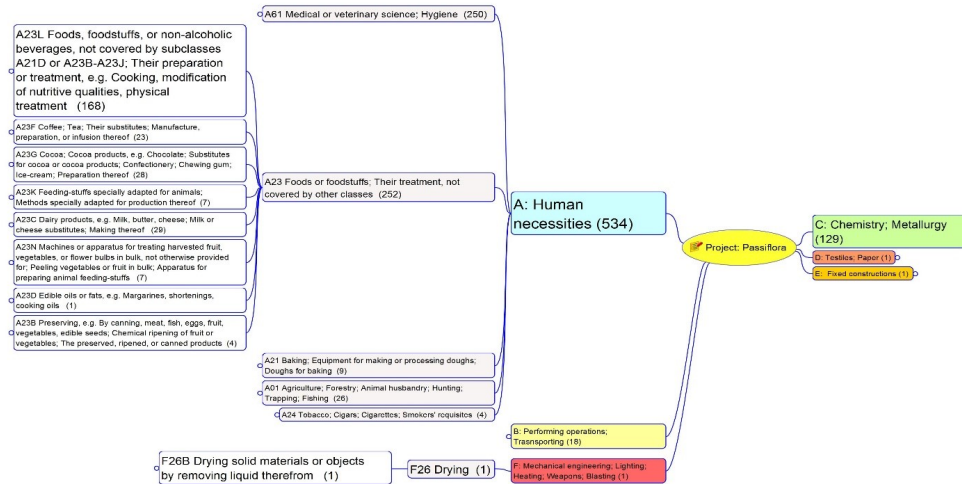 A61 Medical or veterinary science; Hygiene (250)
A23L Foods, foodstuffs, or non-alcoholic
beverages, not covered by subclasses
A21D or A23B-A23J; Their preparation
or treatment, e.g. Cooking, modification
of nutritive qualities, physical
treatment (168)
A23F Coffee; Tea; Their substitutes; Manufacture,
preparation, or infusion thereof (23)
A23G Cocoa; Cocoa products, e.g. Chocolate; Substitutes
for cocoa or cocoa products; Confectionery; Chewing gum;
Ice-cream; Preparation thereof (28)
A23K Feeding-stuffs specially adapted for animals;
Methods specially adapted for production thereof (7)
A23C Dairy products, e.g. Milk, butter, cheese; Milk or
cheese substitutes; Making thereof (29)
A23N Machines or apparatus for treating harvested fruit,
vegetables, or flower bulbs in bulk, not otherwise provided
for; Peeling vegetables or fruit in bulk; Apparatus for
preparing animal feeding-stuffs (7)
A23D Edible oils or fats, e.g. Margarines, shortenings,
cooking oils (1)
A23B Preserving, e.g. By canning, meat, fish, eggs, fruit,
vegetables, edible seeds; Chemical ripening of fruit or
vegetables; The preserved, ripened, or canned products (4)
A23 Foods or foodstuffs; Their treatment, not
covered by other classes (252)
A21 Baking; Equipment for making or processing doughs;
Doughs for baking (9)
A01 Agriculture; Forestry; Animal husbandry; Hunting;
Trapping; Fishing (26)
A24 Tobacco; Cigars; Cigarettes; Smokers' requisites (4)
A: Human
necessities (534)
Project: Passiflora
C: Chemistry; Metallurgy
(129)
D: Textilos; Papor (1)
E: Fixed constructions (1)
B: Performing operations;
Trasnsporting (18)
F: Mechanical engineering; Lighting;
Heating; Weapons; Blasting (1)
F26 Drying (1)
F26B Drying solid materials or objects
by removing liquid therefrom (1)